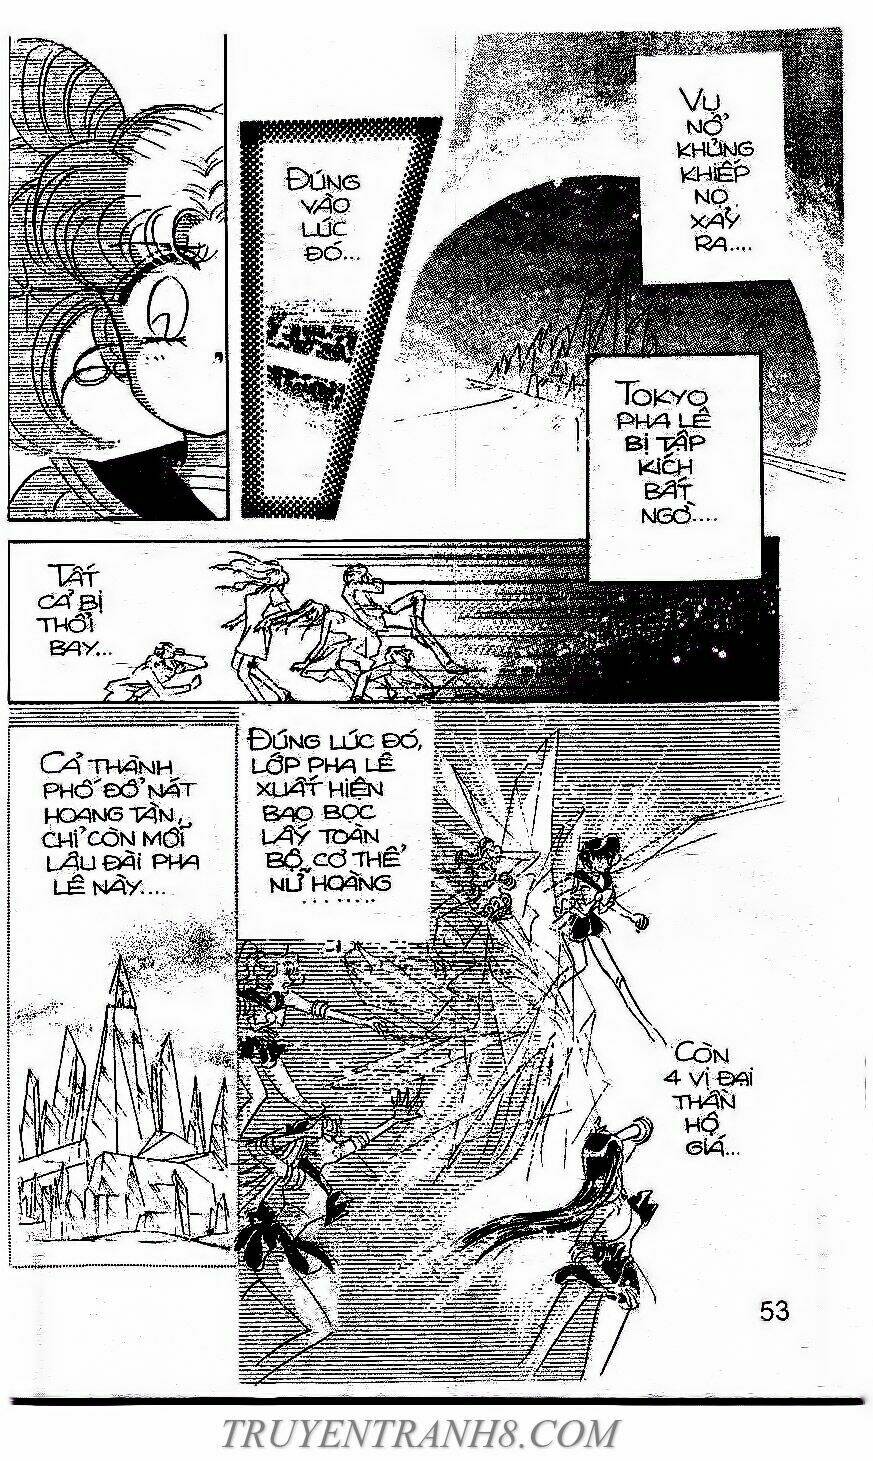 VỤ
NỔ
KHỦNG
KHIẾP
NỌ
XẢY
RA....
ĐÚNG
VÀO
LÚC
ĐÓ...
TOKYO
PHA LÊ
BỊ TẬP
KÍCH
BẤT
NGỜ....
TẤT
CẢ BỊ
THỔI
BAY...
CẢ THÀNH
PHỐ ĐỔ NÁT
HOANG TÀN,
CHỈ CÒN MỖI
LÂU ĐÀI PHA
LÊ NÀY....
ĐÚNG LÚC ĐÓ,
LỚP PHA LÊ
XUẤT HIỆN
BAO BỌC
LẤY TOÀN
BỘ CƠ THỂ
NỮ HOÀNG
........
CÒN
4 VỊ ĐẠI
THẦN
HỘ
GIÁ...
53
TRUYENTRANH8.COM